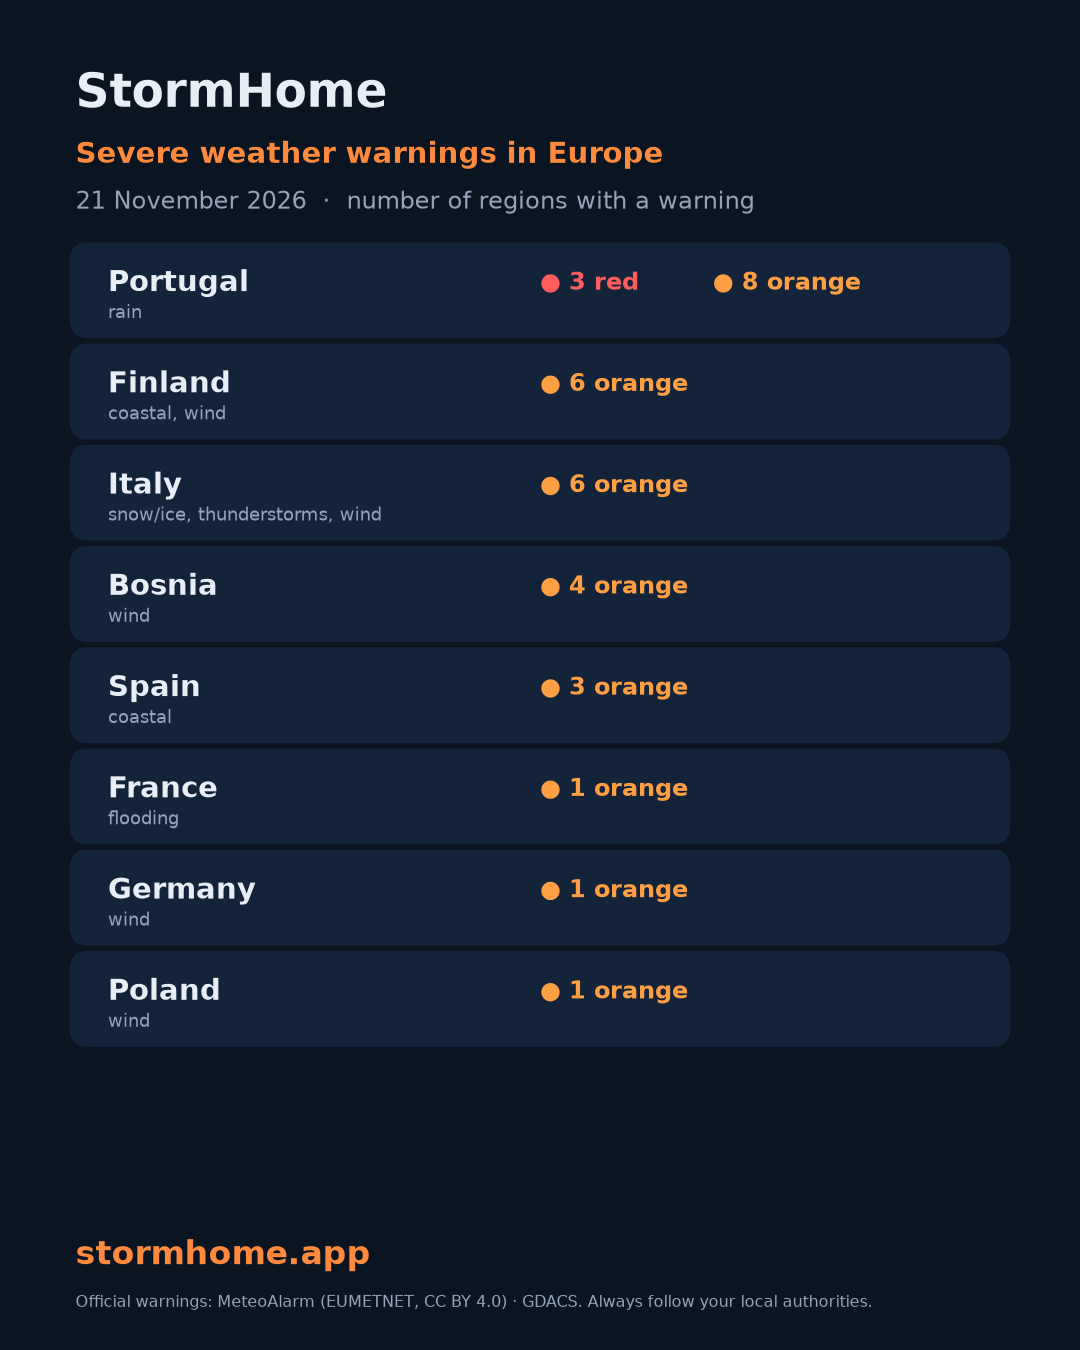 StormHome
Severe weather warnings in Europe
21 November 2026 · number of regions with a warning
Portugal ● 3 red ● 8 orange
rain
Finland ● 6 orange
coastal, wind
Italy ● 6 orange
snow/ice, thunderstorms, wind
Bosnia ● 4 orange
wind
Spain ● 3 orange
coastal
France ● 1 orange
flooding
Germany ● 1 orange
wind
Poland ● 1 orange
wind
stormhome.app
Official warnings: MeteoAlarm (EUMETNET, CC BY 4.0) · GDACS. Always follow your local authorities.